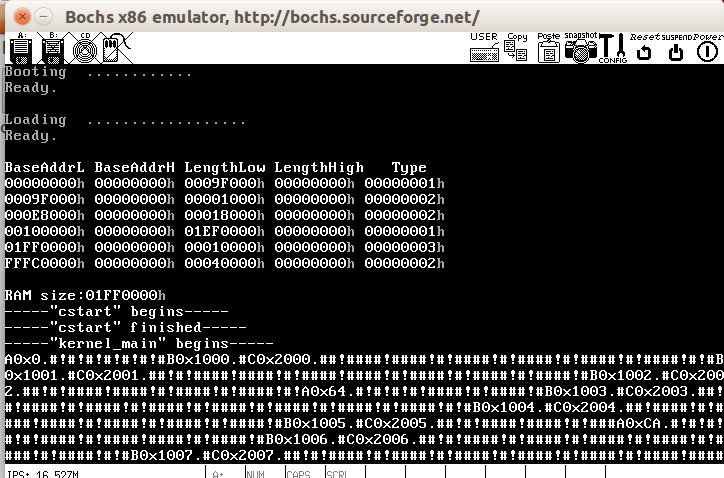 Bochs x86 emulator, http://bochs.sourceforge.net/
A: B: CD USER Copy Paste snapshot CONFIG Reset SUSPEND Power
Booting ............
Ready.
Loading ..................
Ready.
BaseAddrL BaseAddrH LengthLow LengthHigh Type
00000000h 00000000h 0009F000h 00000000h 00000001h
0009F000h 00000000h 00001000h 00000000h 00000002h
000E8000h 00000000h 00018000h 00000000h 00000002h
00100000h 00000000h 01EF0000h 00000000h 00000001h
01FF0000h 00000000h 00010000h 00000000h 00000003h
FFFC0000h 00000000h 00040000h 00000000h 00000002h
RAM size:01FF0000h
-----"cstart" begins-----
-----"cstart" finished-----
-----"kernel_main" begins-----
A0x0.#!#!#!#!#!#!#B0x1000.#C0x2000.##!####!####!#!####!#!####!####!#!####!#!#B
0x1001.#C0x2001.##!####!#!####!####!#!####!#!####!####!#!####!#B0x1002.#C0x200
2.##!####!#!####!#!####!####!#!##!#A0x64.#!#!#!#!####!#!####!#B0x1003.#C0x2003.##!#
!#!####!#!####!####!#!####!#!####!####!#!####!#B0x1004.#C0x2004.##!####!#!####!
###!#!####!#!####!####!#!####!#B0x1005.#C0x2005.##!####!#!####!####A0xCA.#!#!#
!#!#!####!#!####!####!#!####!#B0x1006.#C0x2006.##!####!#!####!####!#!####!#!####
###!#!####!#B0x1007.#C0x2007.##!####!#!####!####!#!####!#!####!####!#!####
IPS: 16.527M A: NUM CAPS SCRL